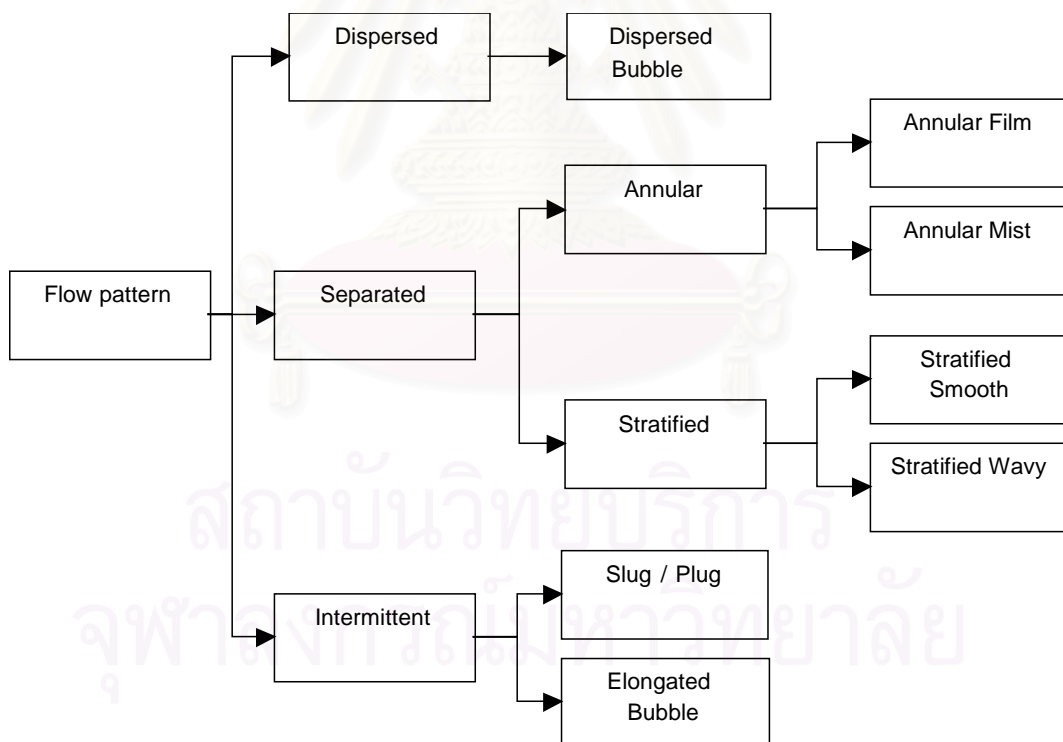 Dispersed
Dispersed
Bubble
Annular Film
Annular
Annular Mist
Flow pattern
Separated
Stratified
Smooth
Stratified
Stratified Wavy
สถาบันวิทยบริการ
Slug / Plug
Intermittent
จุฬาลงกรณ์มหาวิทยาลัย
Elongated
Bubble